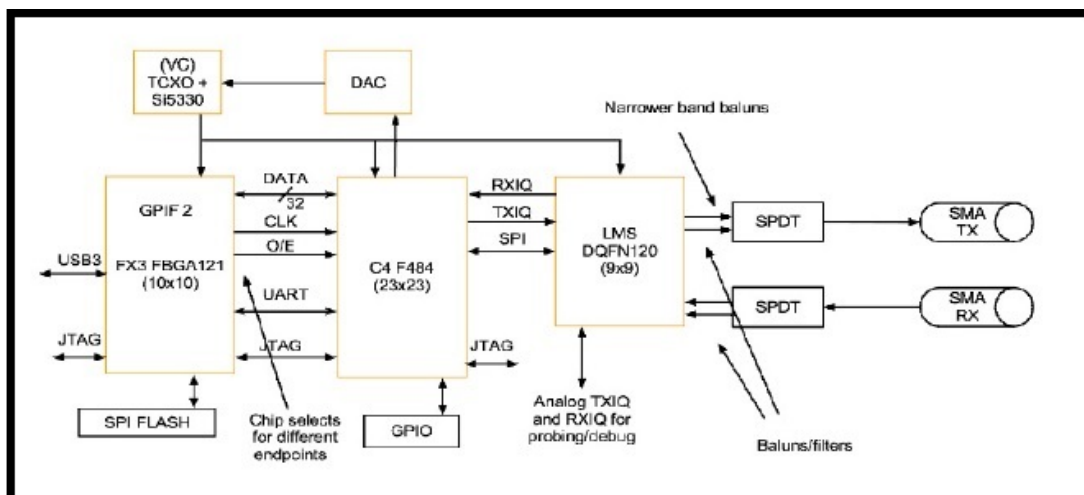 (VC)
TCXO +
Si5330
DAC
Narrower band baluns
GPIF 2
FX3 FBGA121
(10x10)
DATA
32
CLK
O/E
UART
JTAG
USB3
JTAG
SPI FLASH
Chip selects
for different
endpoints
C4 F484
(23x23)
GPIO
RXIQ
TXIQ
SPI
JTAG
LMS
DQFN120
(9x9)
Analog TXIQ
and RXIQ for
probing/debug
SPDT
SMA
TX
SPDT
SMA
RX
Baluns/filters